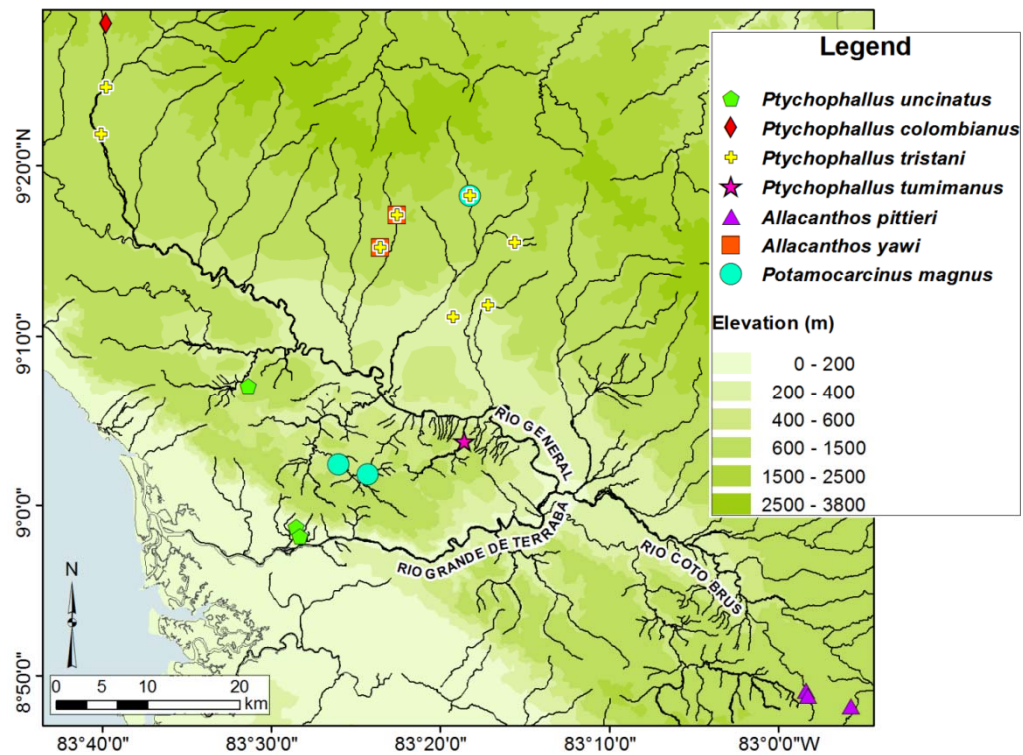 Legend
Ptychophallus uncinatus
Ptychophallus colombianus
Ptychophallus tristani
Ptychophallus tumimanus
Allacanthos pittieri
Allacanthos yawi
Potamocarcinus magnus
Elevation (m)
0 - 200
200 - 400
400 - 600
600 - 1500
1500 - 2500
2500 - 3800
9°20'0"N
9°10'0"
9°0'0"
8°50'0"
RIO GENERAL
RIO GRANDE DE TERRABA
RIO COTO BRUS
N
0 5 10 20
km
83°40'0"
83°30'0"
83°20'0"
83°10'0"
83°0'0"W